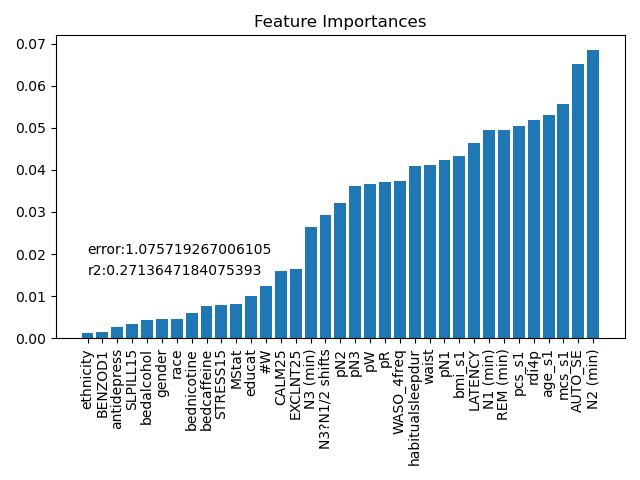 Feature Importances
0.07
0.06
0.05
0.04
0.03
0.02
0.01
0.00
error:1.075719267006105
r2:0.2713647184075393
ethnicity
BENZOD1
antidepress
SLPILL15
bedalcohol
gender
race
bednicotine
bedcaffeine
STRESS15
MStat
educat
#W
CALM25
EXCLNT25
N3 (min)
N3?N1/2 shifts
pN2
pN3
pW
pR
WASO_4freq
habitualsleepdur
waist
pN1
bmi_s1
LATENCY
N1 (min)
REM (min)
pcs_s1
rdi4p
age_s1
mcs_s1
AUTO_SE
N2 (min)